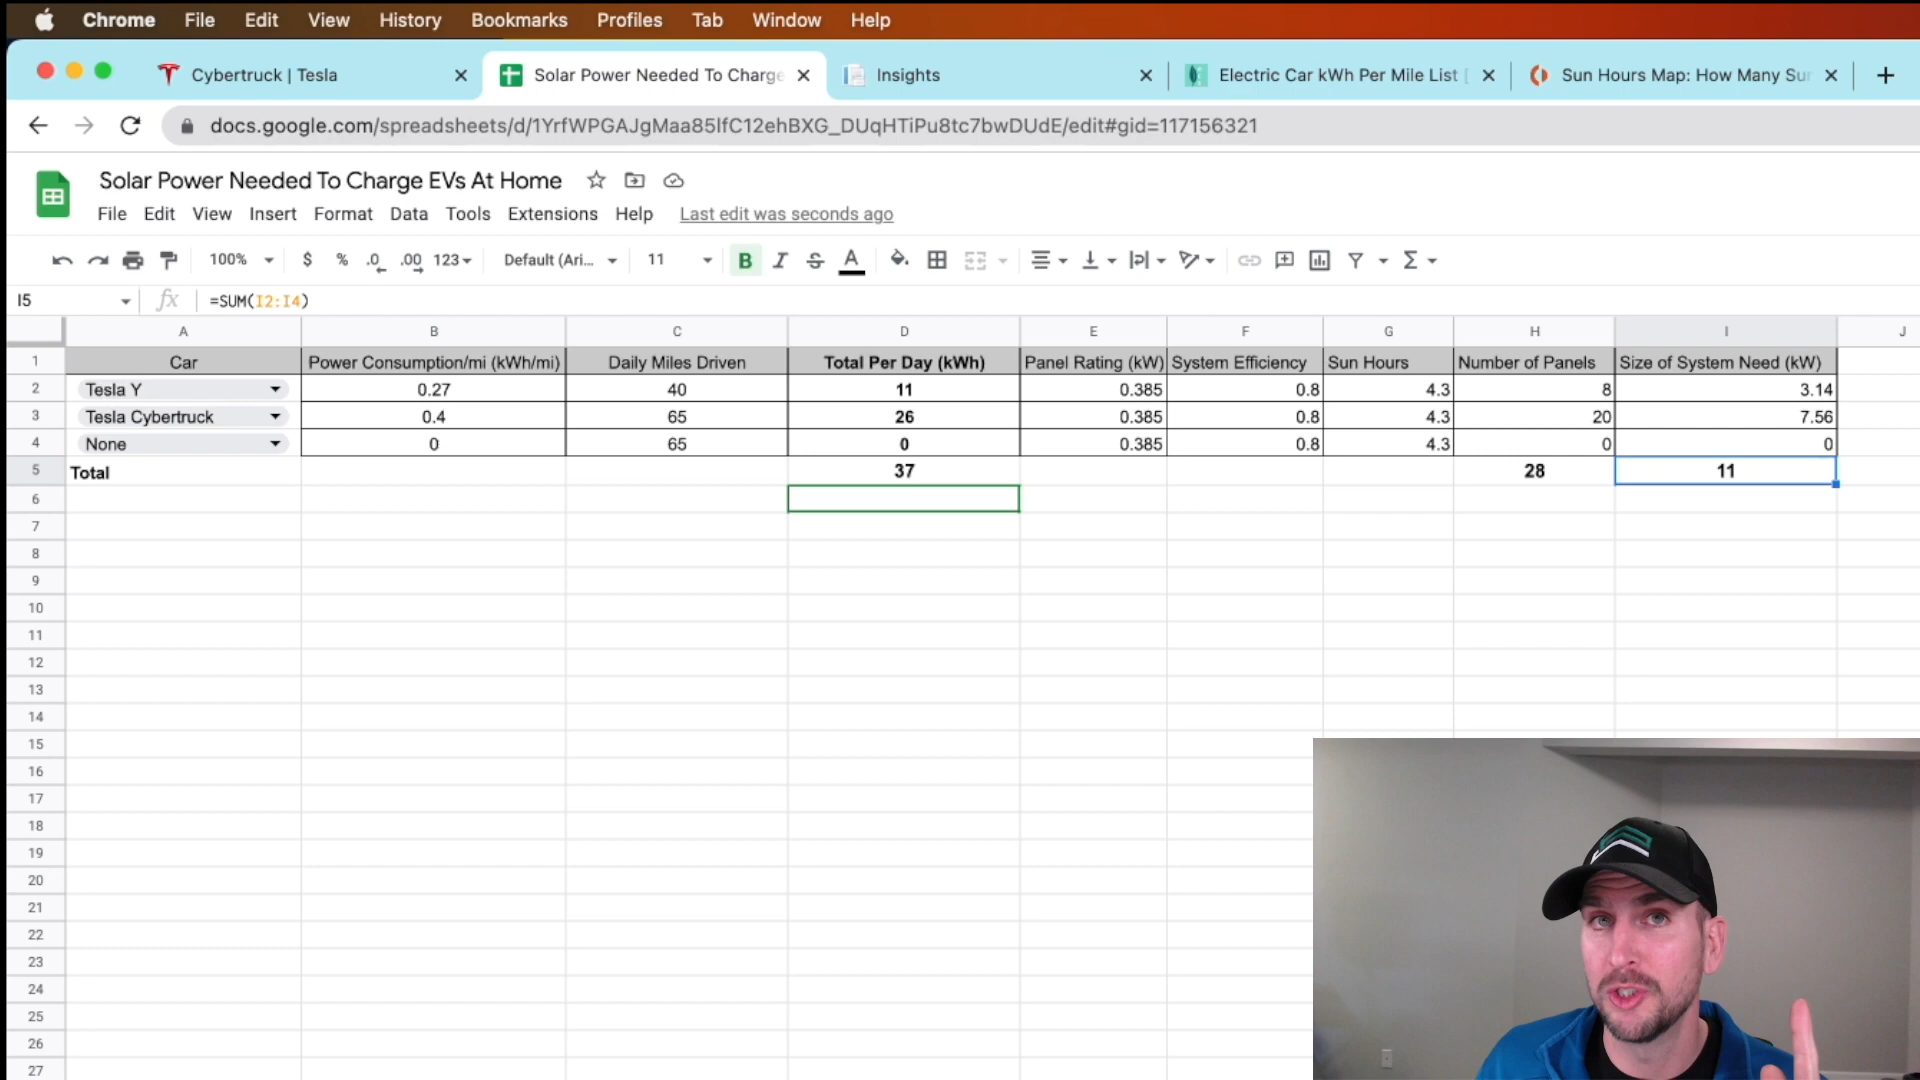 Chrome File Edit View History Bookmarks Profiles Tab Window Help
Cybertruck | Tesla Solar Power Needed To Charge Insights Electric Car kWh Per Mile List Sun Hours Map: How Many Sun
docs.google.com/spreadsheets/d/1YrfWPGAJgMaa85lfC12ehBXG_DUqHTiPu8tc7bwDUdE/edit#gid=117156321
Solar Power Needed To Charge EVs At Home
File Edit View Insert Format Data Tools Extensions Help Last edit was seconds ago
100% $ % .0 .00 123 Default (Ari... 11 B I S A Σ
I5 fx =SUM(I2:I4)
A B C D E F G H I J
1 Car Power Consumption/mi (kWh/mi) Daily Miles Driven Total Per Day (kWh) Panel Rating (kW) System Efficiency Sun Hours Number of Panels Size of System Need (kW)
2 Tesla Y 0.27 40 11 0.385 0.8 4.3 8 3.14
3 Tesla Cybertruck 0.4 65 26 0.385 0.8 4.3 20 7.56
4 None 0 65 0 0.385 0.8 4.3 0 0
5 Total 37 28 11
6
7
8
9
10
11
12
13
14
15
16
17
18
19
20
21
22
23
24
25
26
27